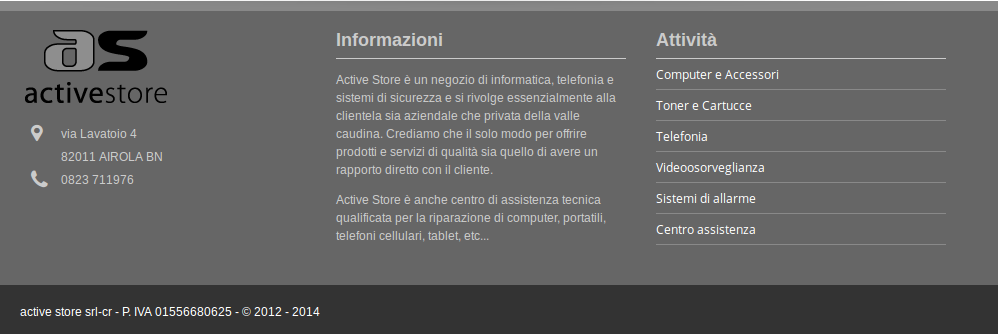 as
activestore
via Lavatoio 4
82011 AIROLA BN
0823 711976
Informazioni
Active Store è un negozio di informatica, telefonia e
sistemi di sicurezza e si rivolge essenzialmente alla
clientela sia aziendale che privata della valle
caudina. Crediamo che il solo modo per offrire
prodotti e servizi di qualità sia quello di avere un
rapporto diretto con il cliente.
Active Store è anche centro di assistenza tecnica
qualificata per la riparazione di computer, portatili,
telefoni cellulari, tablet, etc...
Attività
Computer e Accessori
Toner e Cartucce
Telefonia
Videoosorveglianza
Sistemi di allarme
Centro assistenza
active store srl-cr - P. IVA 01556680625 - © 2012 - 2014